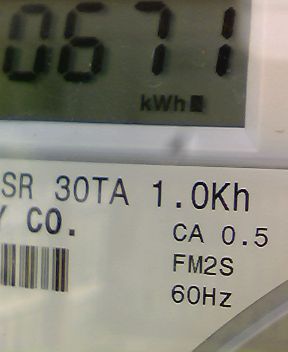 0671
kWh
SR 30TA 1.0Kh
Y CO.
CA 0.5
FM2S
60Hz